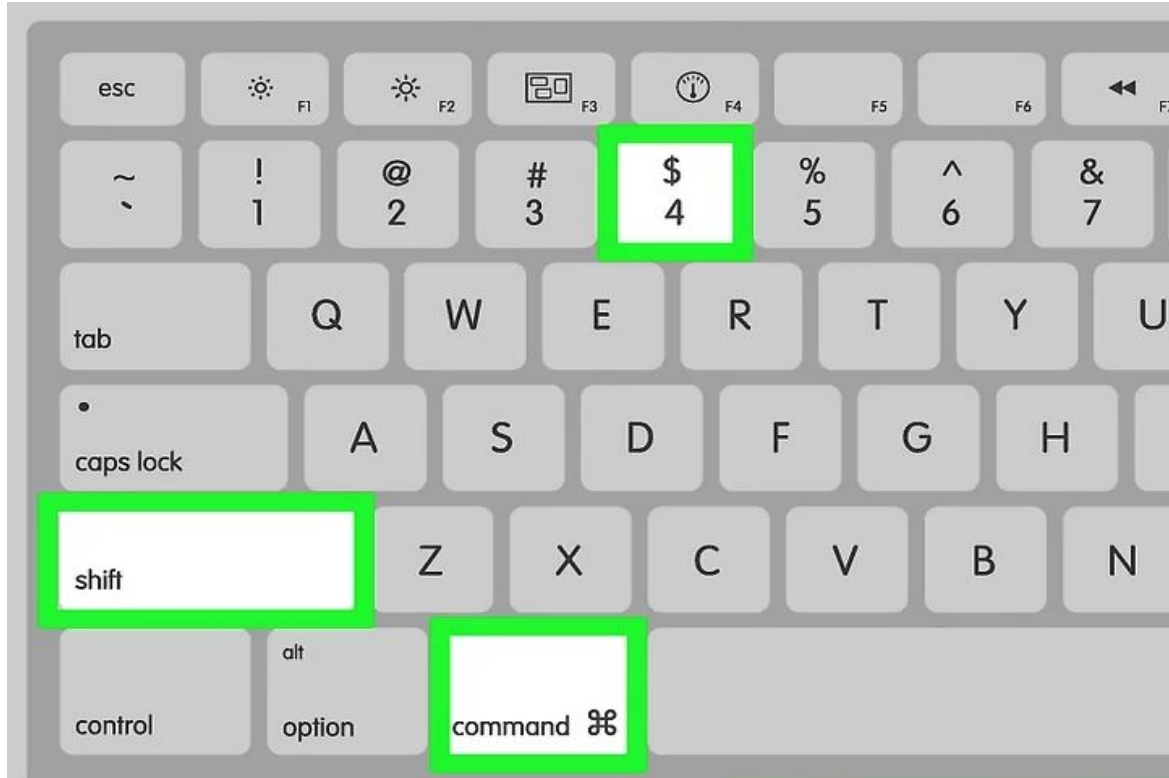 esc F1 F2 F3 F4 F5 F6
~ ! @ # $ % ^ &
` 1 2 3 4 5 6 7
tab Q W E R T Y U
caps lock A S D F G H
shift Z X C V B N
alt
control option command ⌘